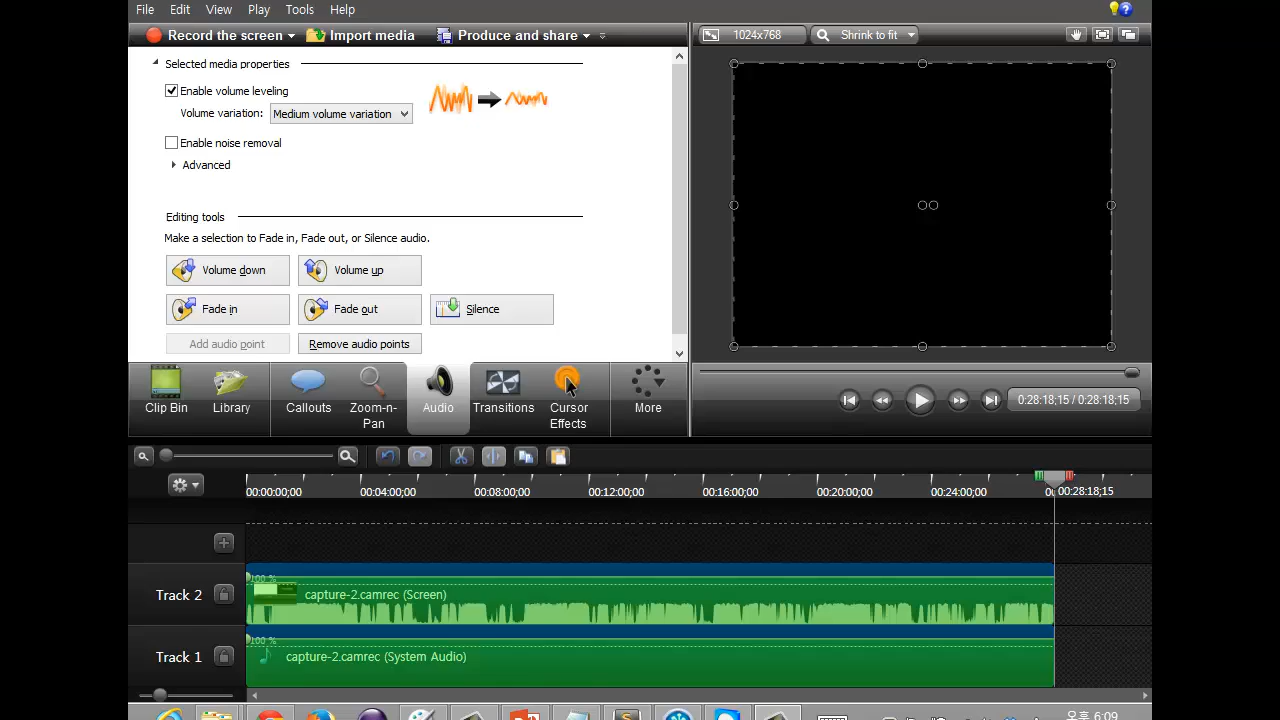 File Edit View Play Tools Help
Record the screen Import media Produce and share
1024x768 Shrink to fit
Selected media properties
Enable volume leveling
Volume variation: Medium volume variation
Enable noise removal
Advanced
Editing tools
Make a selection to Fade in, Fade out, or Silence audio.
Volume down Volume up
Fade in Fade out Silence
Add audio point Remove audio points
Clip Bin Library Callouts Zoom-n-Pan Audio Transitions Cursor Effects More
0:28:18;15 / 0:28:18;15
00:00:00;00 00:04:00;00 00:08:00;00 00:12:00;00 00:16:00;00 00:20:00;00 00:24:00;00 00:28:18;15
100 %
Track 2 capture-2.camrec (Screen)
100 %
Track 1 capture-2.camrec (System Audio)
오후 6:09